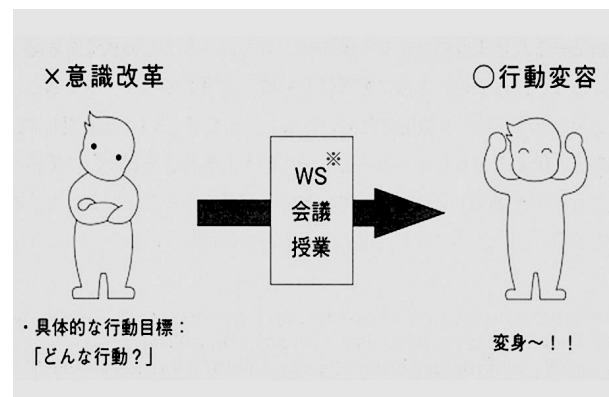 ×意識改革
○行動変容
WS※
会議
授業
・具体的な行動目標：
「どんな行動？」
変身～！！